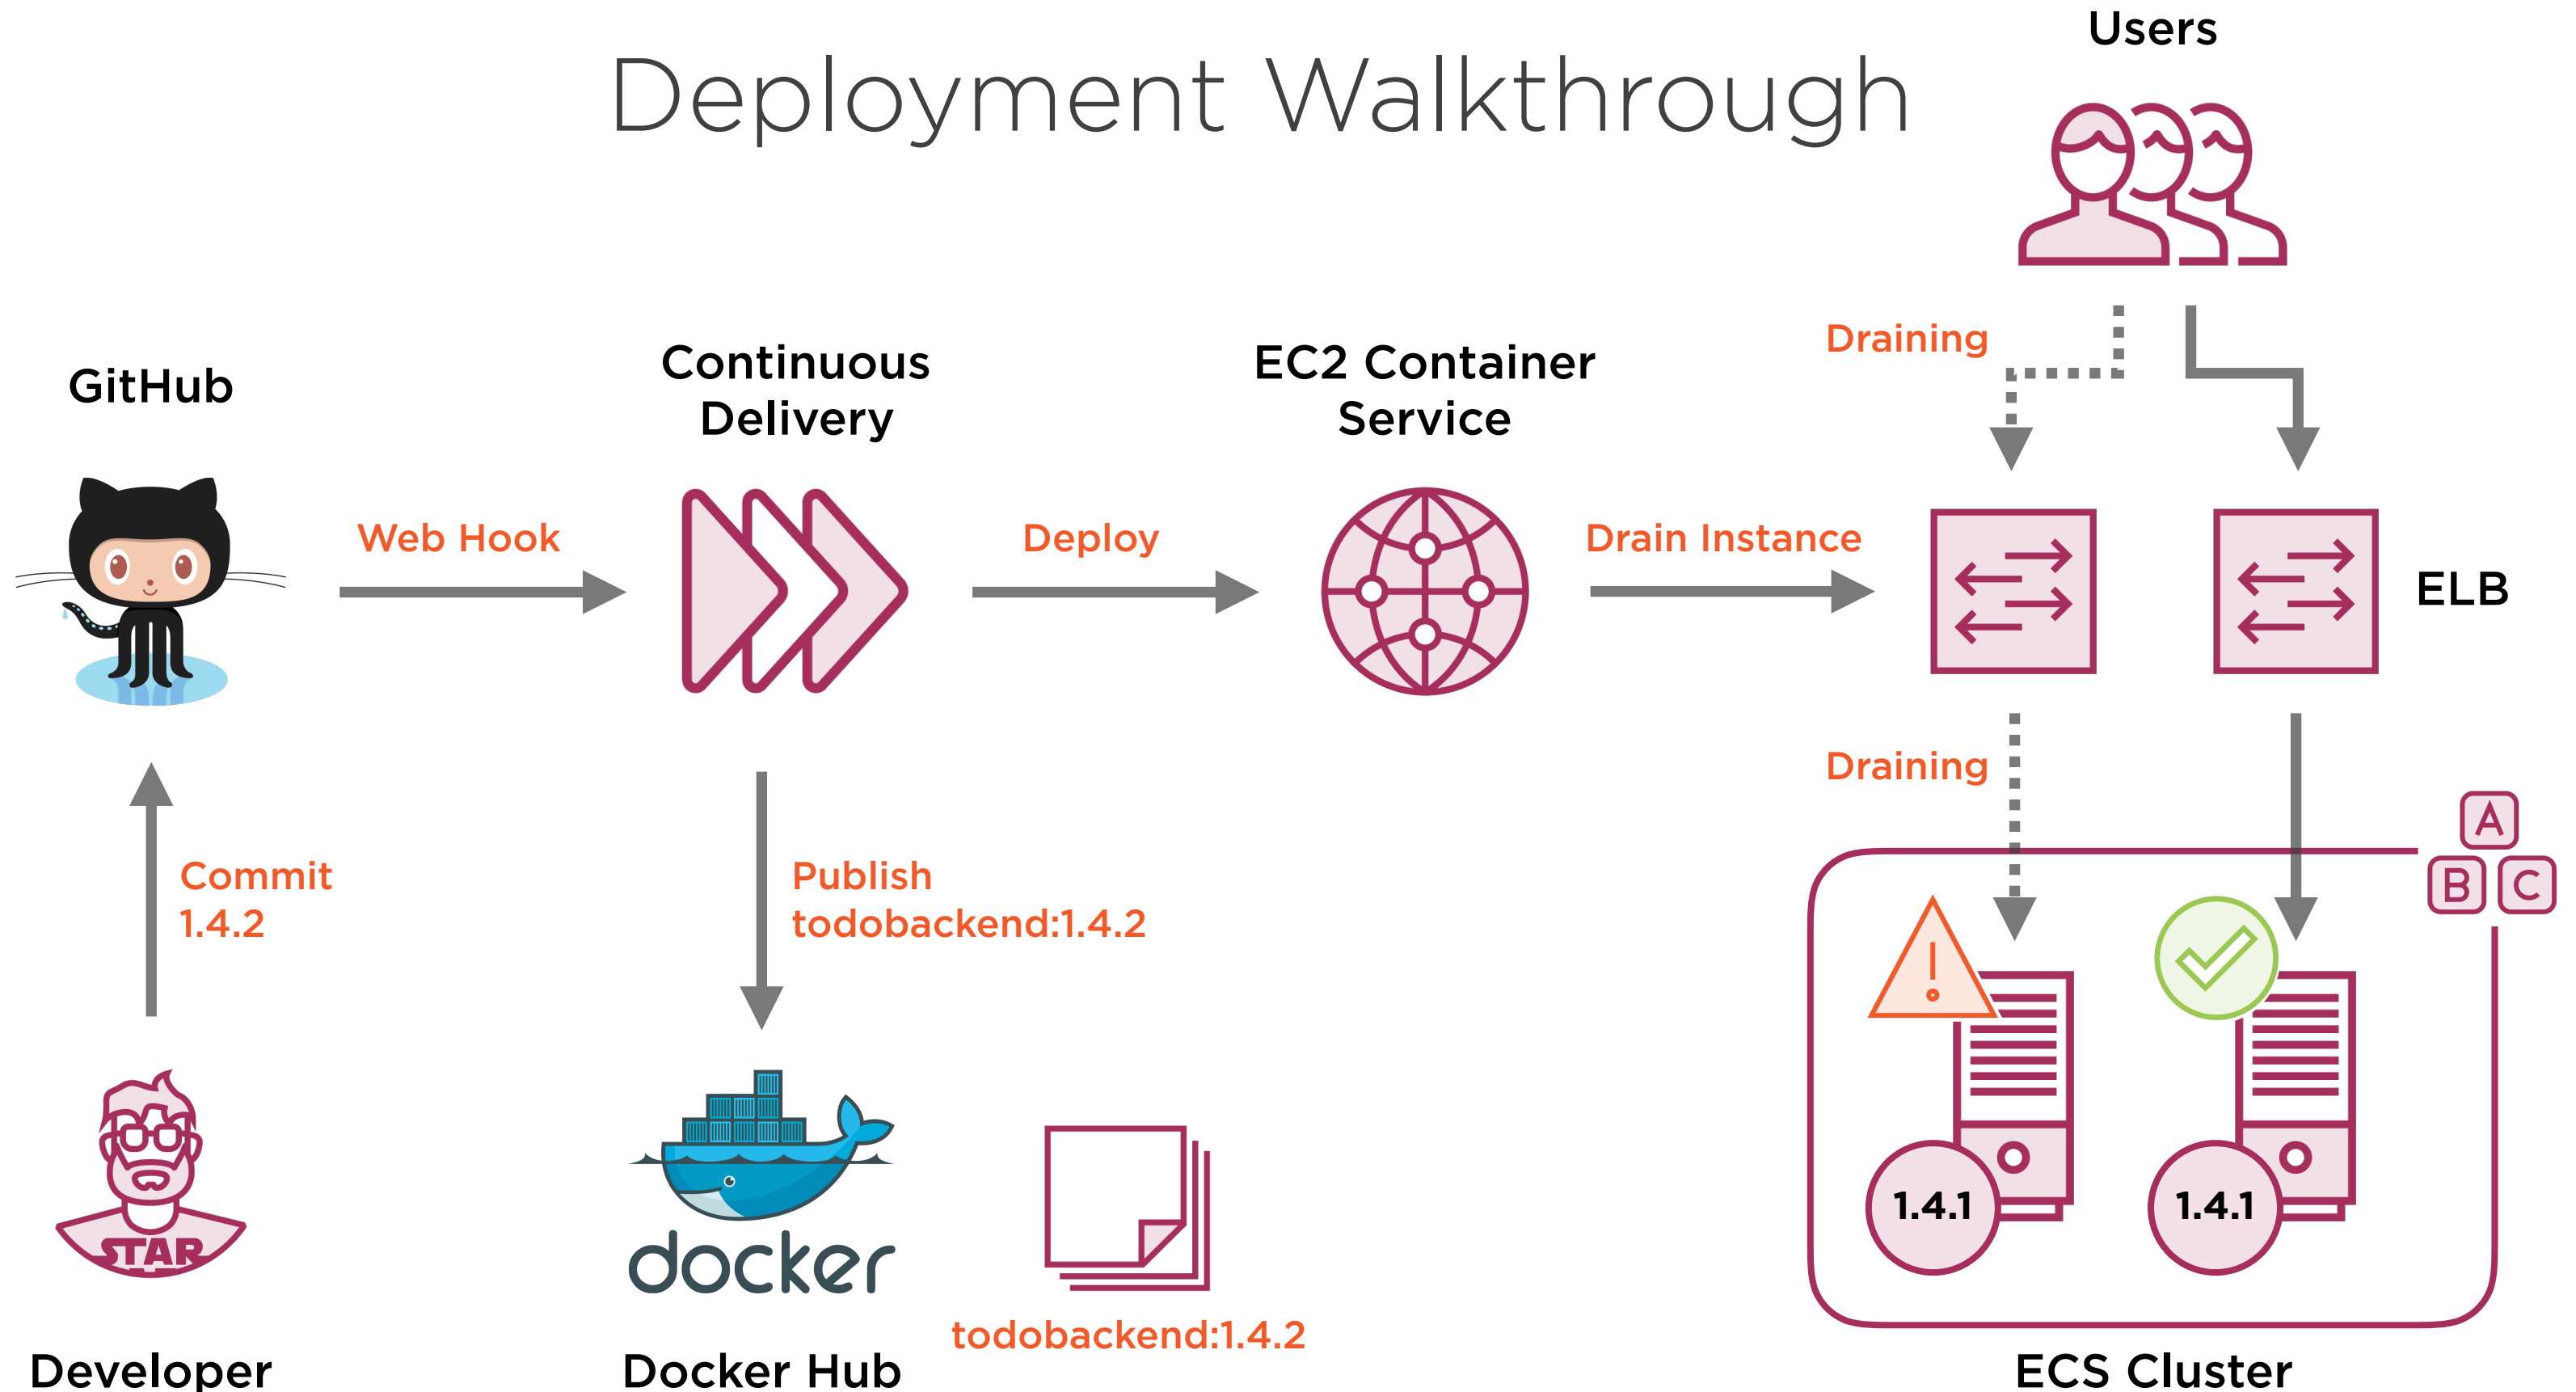 Deployment Walkthrough
Users
GitHub
Continuous
Delivery
EC2 Container
Service
Draining
Web Hook
Deploy
Drain Instance
ELB
Draining
Commit
1.4.2
Publish
todobackend:1.4.2
A
B
C
STAR
docker
1.4.1
1.4.1
todobackend:1.4.2
Developer
Docker Hub
ECS Cluster